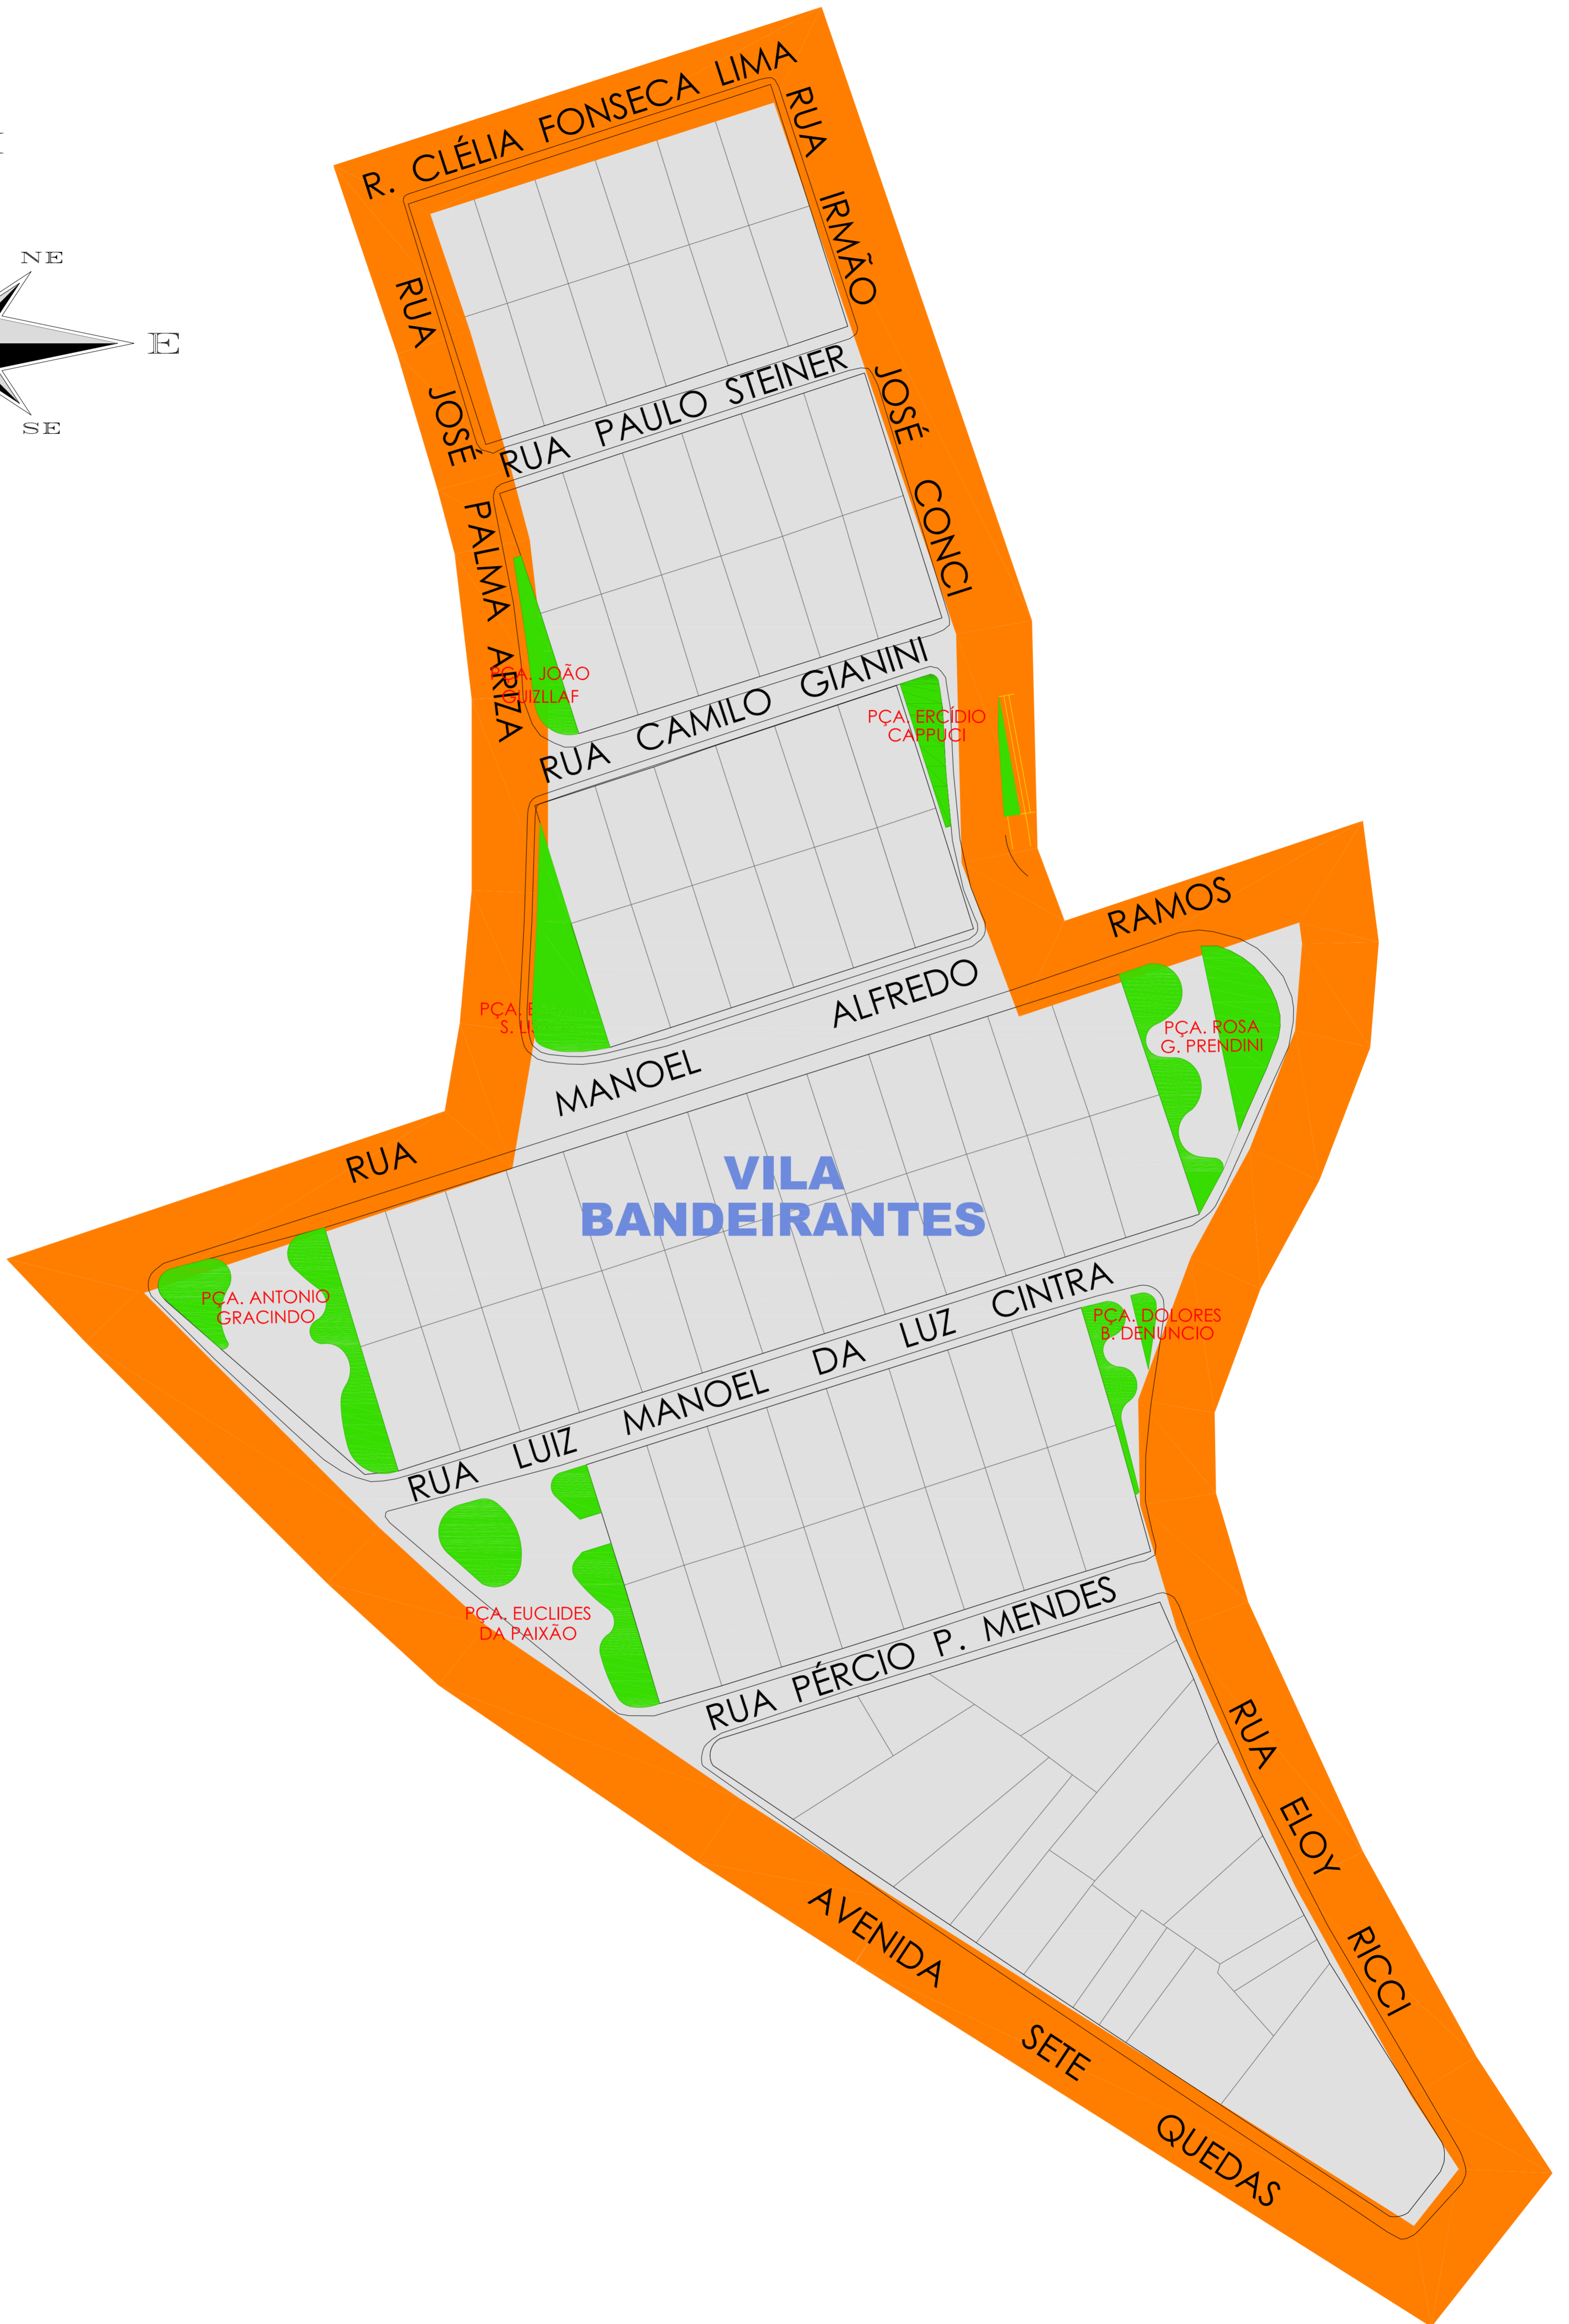 R. CLÉLIA FONSECA LIMA
RUA IRMÃO JOSÉ CONCI
NE
E
SE
RUA JOSÉ PALMA ARIZA
RUA PAULO STEINER
PÇA. JOÃO
GUIZLLAF
RUA CAMILO GIANINI
PÇA. ERCÍDIO
CAPPUCI
PÇA.
S.
RUA MANOEL ALFREDO RAMOS
PÇA. ROSA
G. PRENDINI
VILA
BANDEIRANTES
PÇA. ANTONIO
GRACINDO
RUA LUIZ MANOEL DA LUZ CINTRA
PÇA. DOLORES
B. DENUNCIO
PÇA. EUCLIDES
DA PAIXÃO
RUA PÉRCIO P. MENDES
RUA ELOY RICCI
AVENIDA SETE QUEDAS